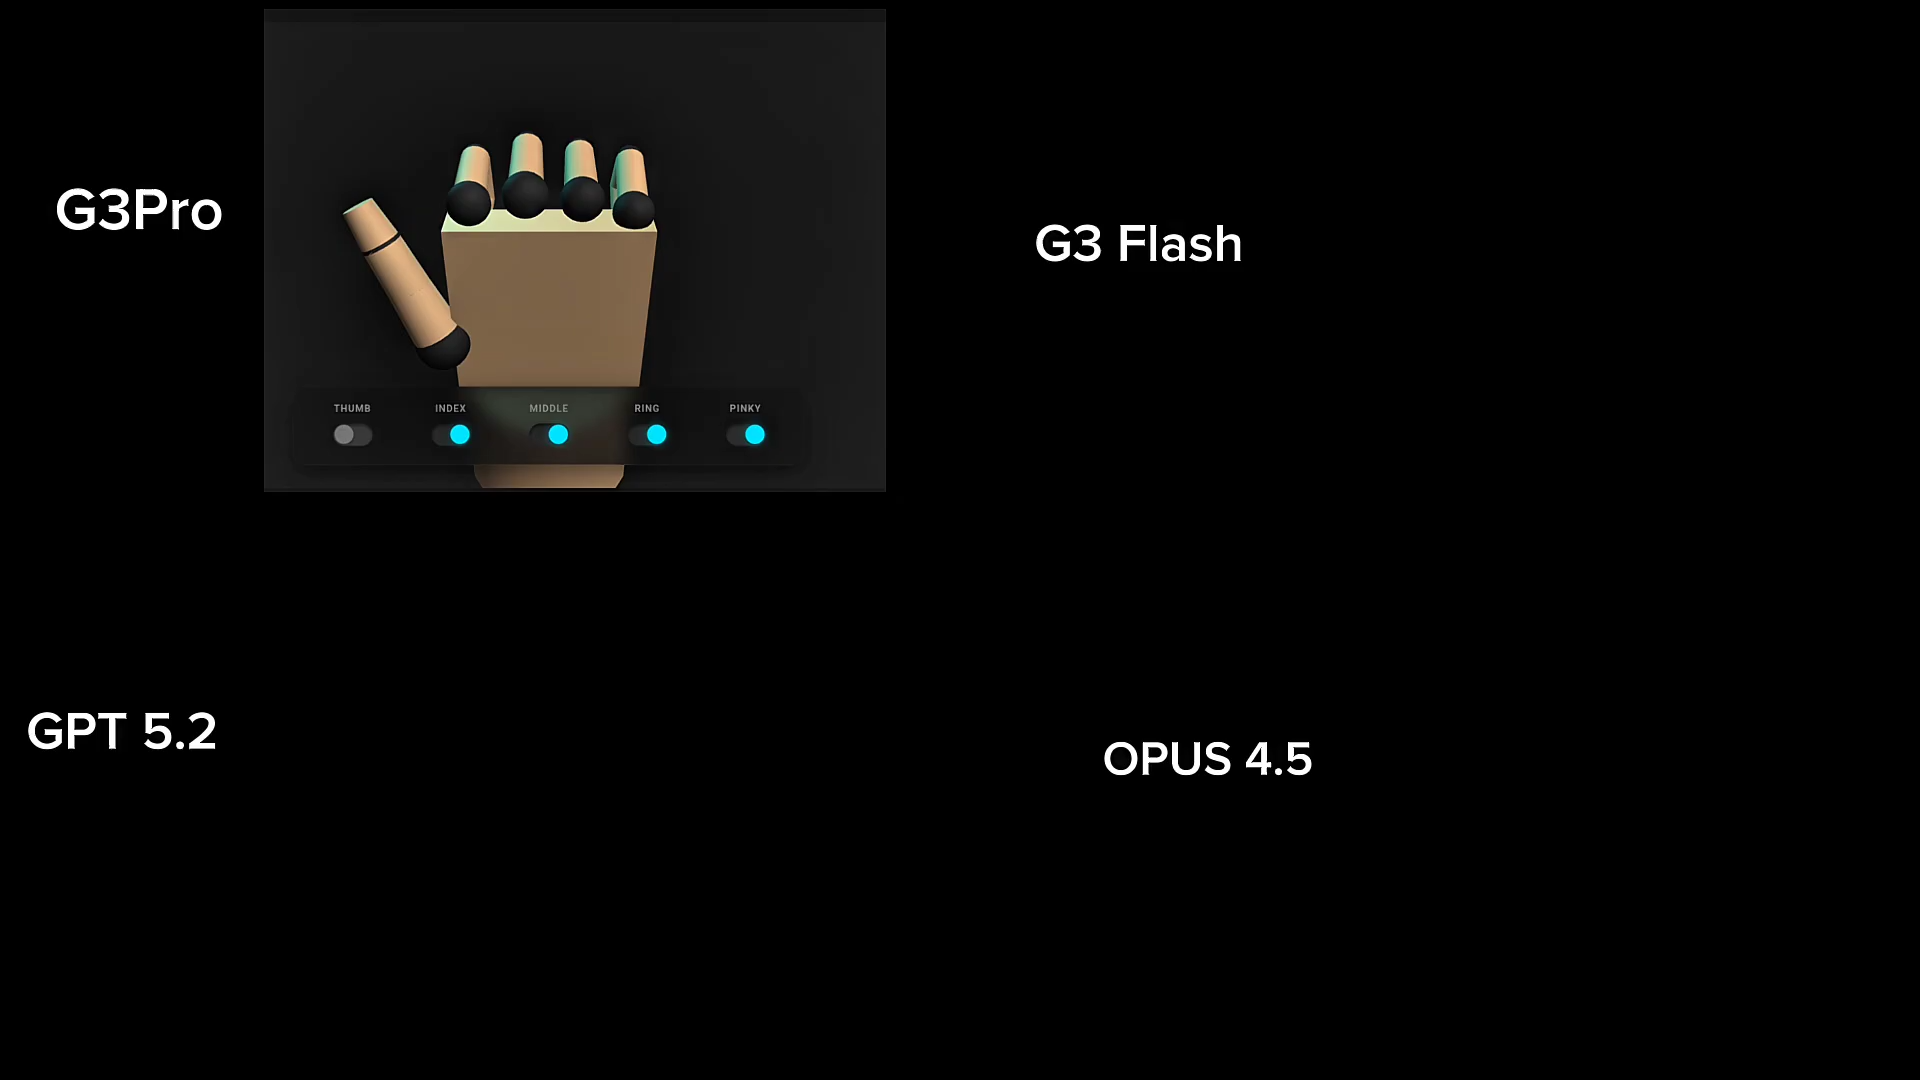 G3Pro
G3 Flash
THUMB INDEX MIDDLE RING PINKY
GPT 5.2
OPUS 4.5